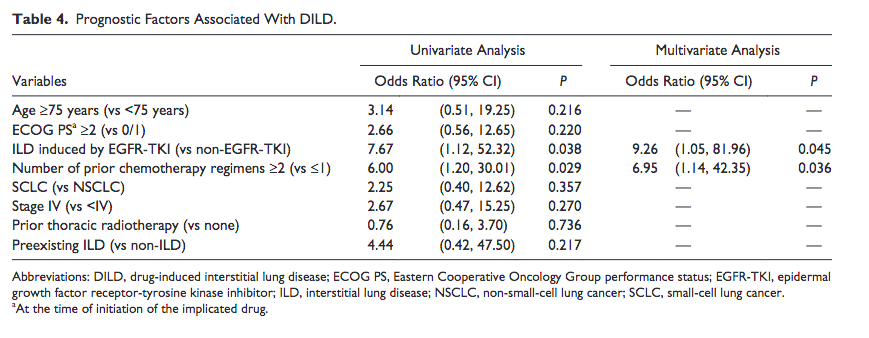 Table 4. Prognostic Factors Associated With DILD.
Univariate Analysis Multivariate Analysis
Variables Odds Ratio (95% CI) P Odds Ratio (95% CI) P
Age ≥75 years (vs <75 years) 3.14 (0.51, 19.25) 0.216 — —
ECOG PSᵃ ≥2 (vs 0/1) 2.66 (0.56, 12.65) 0.220 — —
ILD induced by EGFR-TKI (vs non-EGFR-TKI) 7.67 (1.12, 52.32) 0.038 9.26 (1.05, 81.96) 0.045
Number of prior chemotherapy regimens ≥2 (vs ≤1) 6.00 (1.20, 30.01) 0.029 6.95 (1.14, 42.35) 0.036
SCLC (vs NSCLC) 2.25 (0.40, 12.62) 0.357 — —
Stage IV (vs <IV) 2.67 (0.47, 15.25) 0.270 — —
Prior thoracic radiotherapy (vs none) 0.76 (0.16, 3.70) 0.736 — —
Preexisting ILD (vs non-ILD) 4.44 (0.42, 47.50) 0.217 — —
Abbreviations: DILD, drug-induced interstitial lung disease; ECOG PS, Eastern Cooperative Oncology Group performance status; EGFR-TKI, epidermal
growth factor receptor-tyrosine kinase inhibitor; ILD, interstitial lung disease; NSCLC, non-small-cell lung cancer; SCLC, small-cell lung cancer.
ᵃAt the time of initiation of the implicated drug.